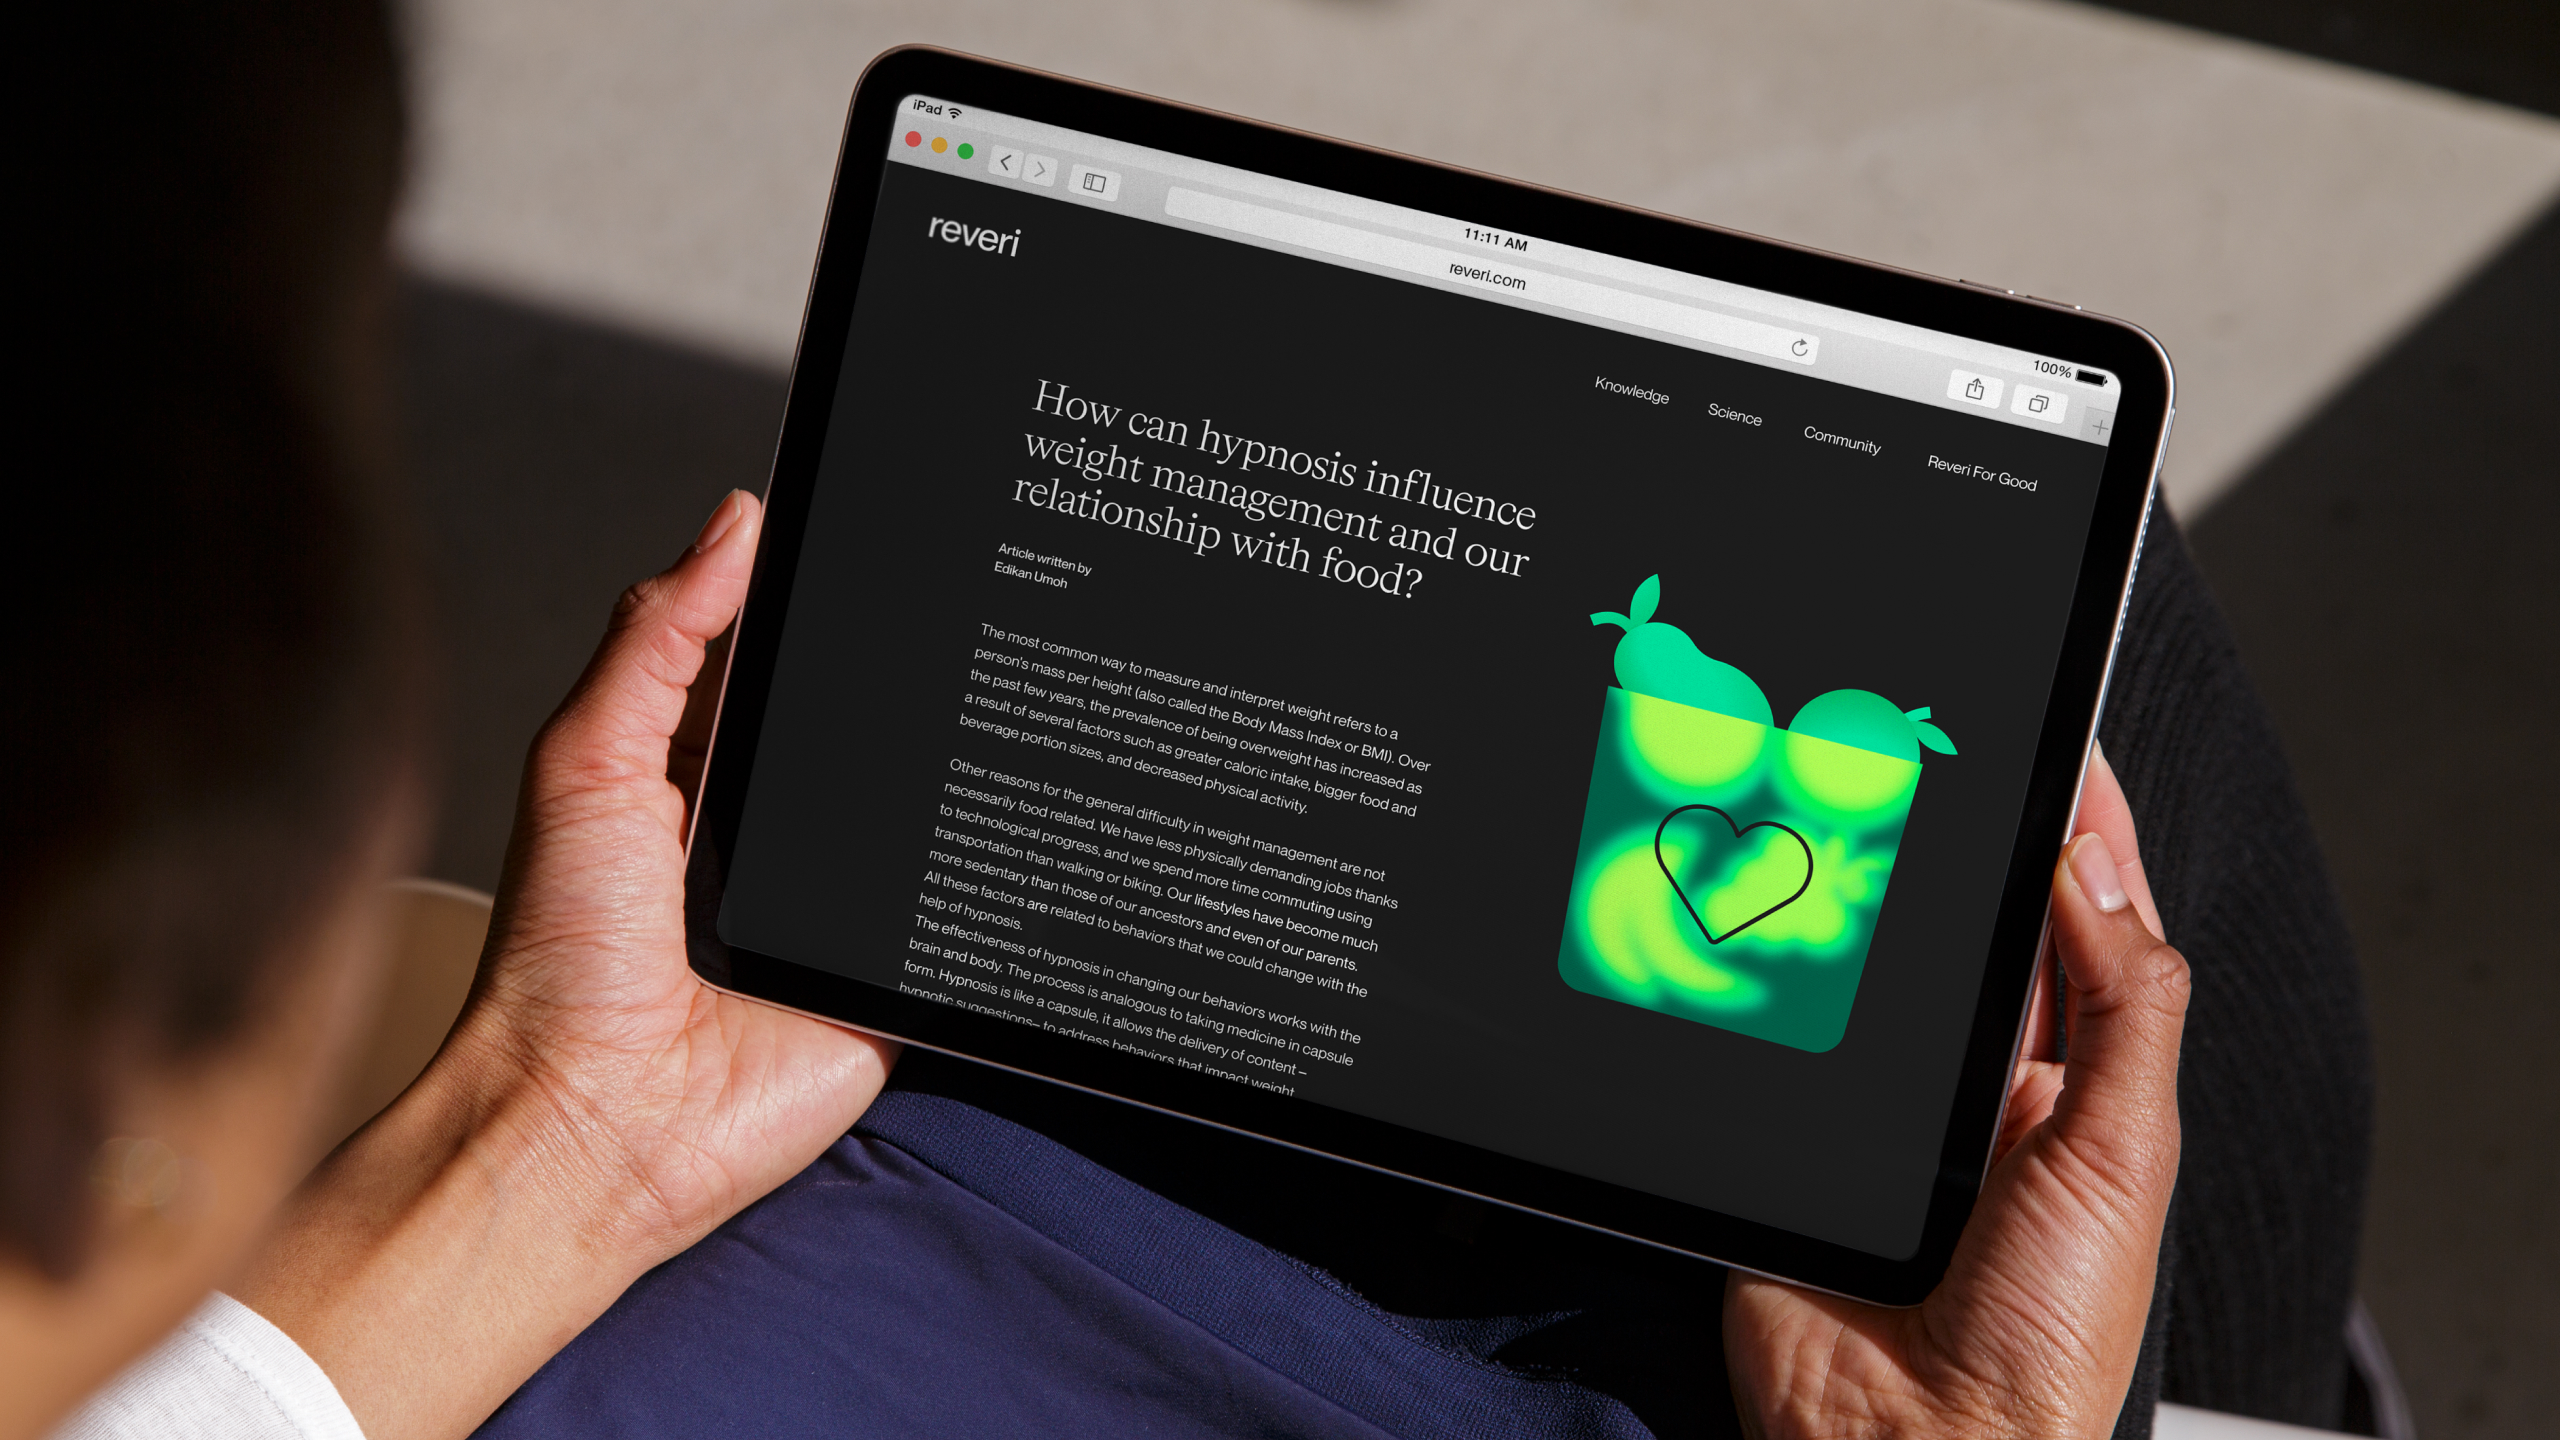 iPad
11:11 AM
100%
reveri.com
reveri
Knowledge
Science
Community
Reveri For Good
How can hypnosis influence
weight management and our
relationship with food?
Article written by
Edikan Umoh
The most common way to measure and interpret weight refers to a
person's mass per height (also called the Body Mass Index or BMI). Over
the past few years, the prevalence of being overweight has increased as
a result of several factors such as greater caloric intake, bigger food and
beverage portion sizes, and decreased physical activity.
Other reasons for the general difficulty in weight management are not
necessarily food related. We have less physically demanding jobs thanks
to technological progress, and we spend more time commuting using
transportation than walking or biking. Our lifestyles have become much
more sedentary than those of our ancestors and even of our parents.
All these factors are related to behaviors that we could change with the
help of hypnosis.
The effectiveness of hypnosis in changing our behaviors works with the
brain and body. The process is analogous to taking medicine in capsule
form. Hypnosis is like a capsule, it allows the delivery of content –
hypnotic suggestions– to address behaviors that impact weight